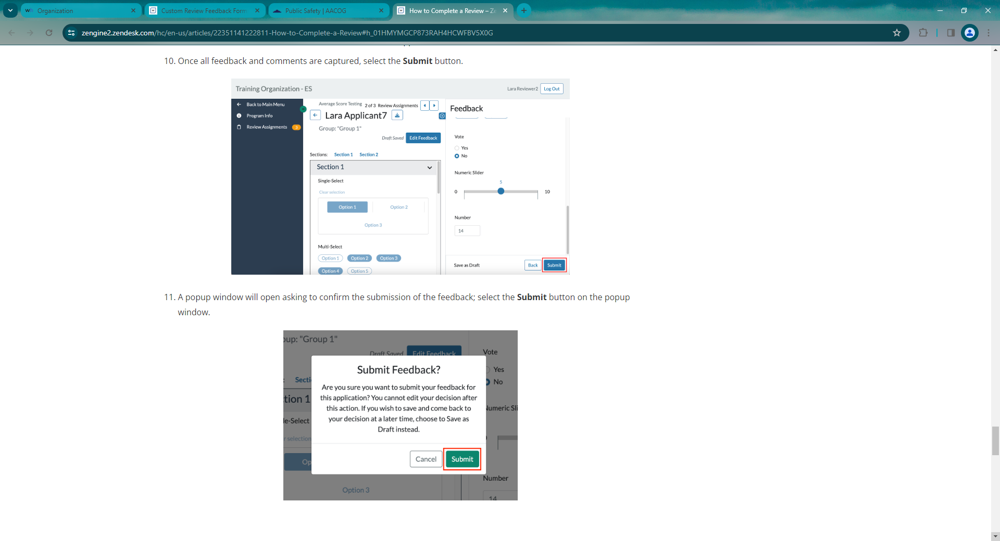 Organization
Custom Review Feedback Form
Public Safety | AACOG
How to Complete a Review – Ze
zengine2.zendesk.com/hc/en-us/articles/22351141222811-How-to-Complete-a-Review#h_01HMYMGCP873RAH4HCWFBV5X0G
10. Once all feedback and comments are captured, select the Submit button.
Training Organization - ES
Lara Reviewer2
Log Out
Back to Main Menu
Program Info
Review Assignments 3
Average Score Testing
2 of 3 Review Assignments
Lara Applicant7
Group: "Group 1"
Draft Saved
Edit Feedback
Sections: Section 1 Section 2
Section 1
Single-Select
Clear selection
Option 1
Option 2
Option 3
Multi-Select
Option 1 Option 2 Option 3
Option 4 Option 5
Feedback
Vote
Yes
No
Numeric Slider
5
0
10
Number
14
Save as Draft
Back
Submit
11. A popup window will open asking to confirm the submission of the feedback; select the Submit button on the popup
window.
oup: "Group 1"
Draft Saved
Edit Feedback
Secti
tion 1
le-Select
r selection
Op
Option 3
Submit Feedback?
Are you sure you want to submit your feedback for
this application? You cannot edit your decision after
this action. If you wish to save and come back to
your decision at a later time, choose to Save as
Draft instead.
Cancel
Submit
Vote
Yes
No
Numeric Sli
Number
14